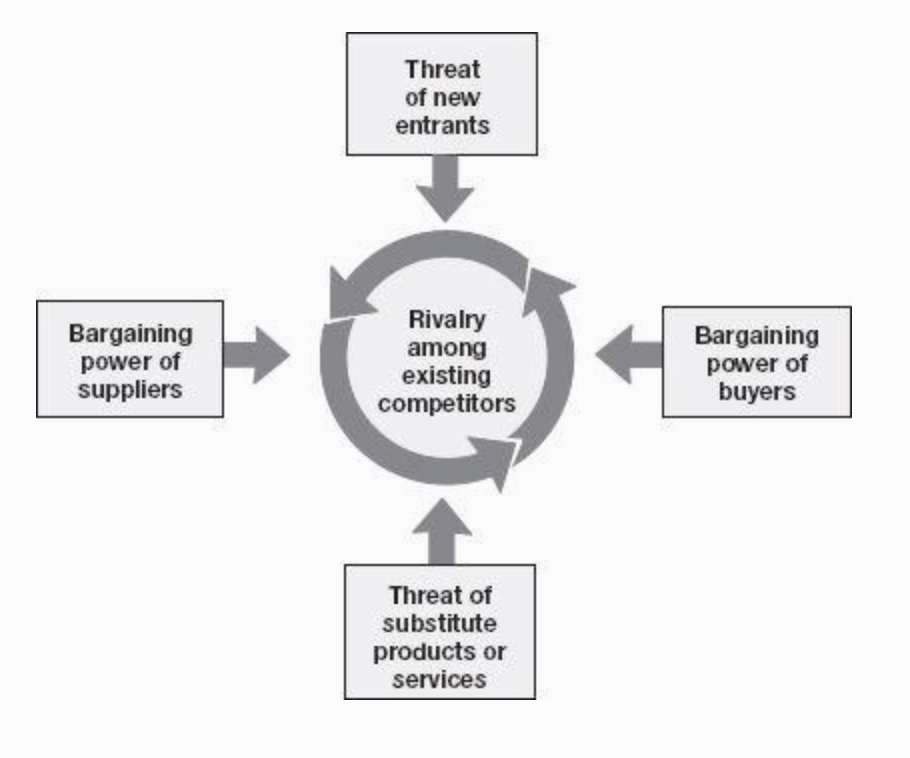 Threat
of new
entrants
Bargaining
power of
suppliers
Rivalry
among
existing
competitors
Bargaining
power of
buyers
Threat of
substitute
products or
services